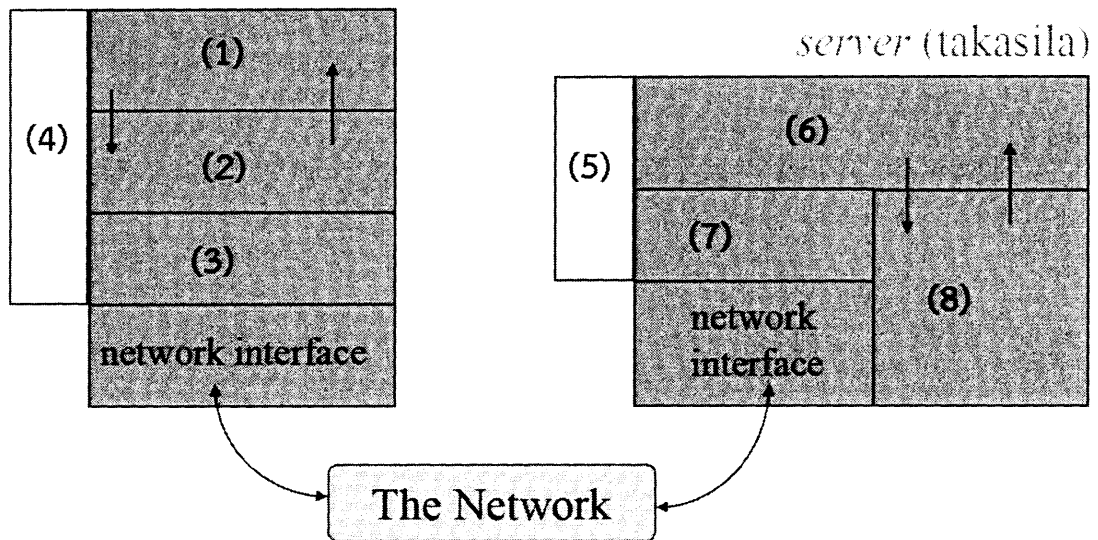 (1)
server (takasila)
(4)
(6)
(2)
(5)
(7)
(3)
(8)
network interface
network
interface
The Network